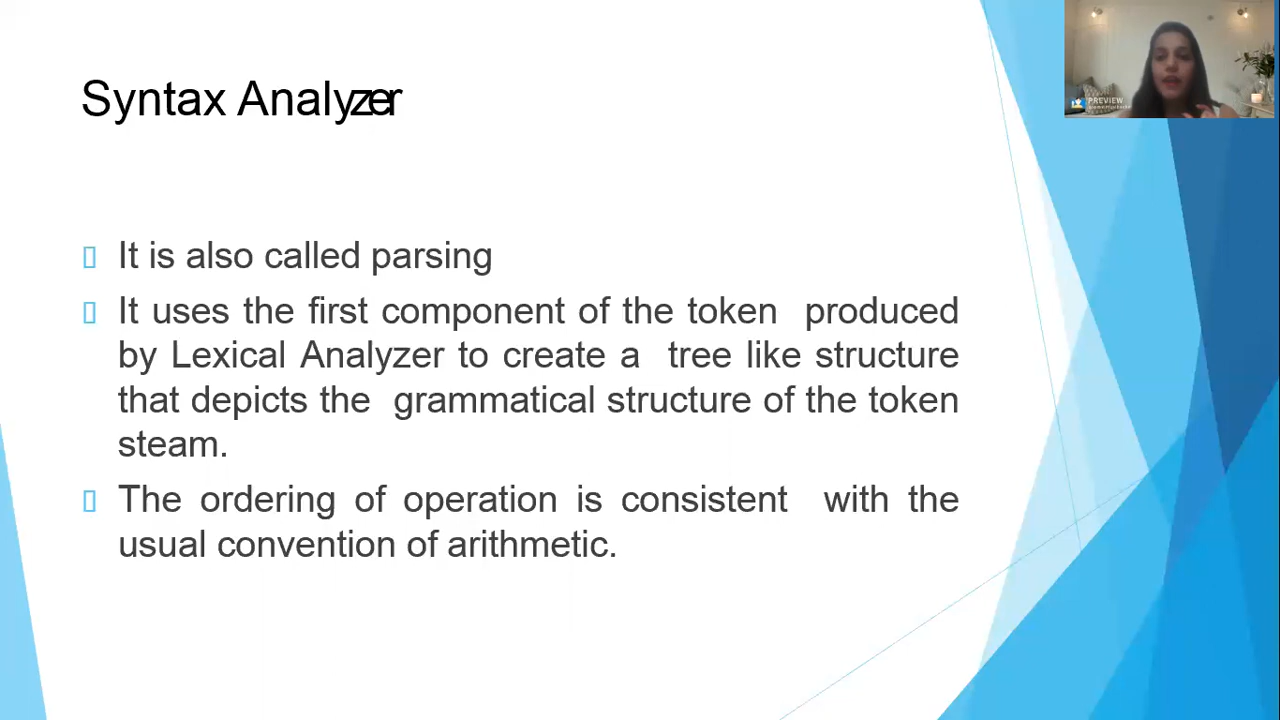 Syntax Analyzer
PREVIEW
It is also called parsing
It uses the first component of the token produced
by Lexical Analyzer to create a tree like structure
that depicts the grammatical structure of the token
steam.
The ordering of operation is consistent with the
usual convention of arithmetic.